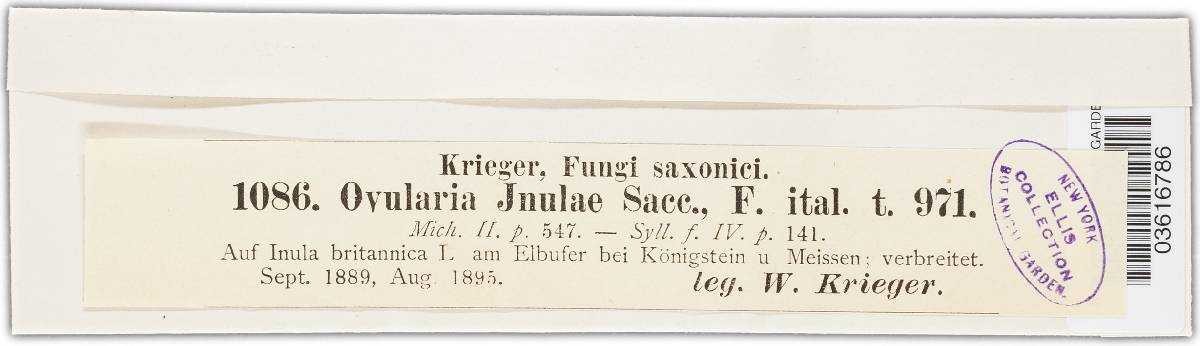 Krieger, Fungi saxonici.
1086. Ovularia Jnulae Sacc., F. ital. t. 971.
Mich. II. p. 547. — Syll. f. IV. p. 141.
Auf Inula britannica L am Elbufer bei Königstein u Meissen; verbreitet.
Sept. 1889, Aug. 1895.
leg. W. Krieger.
NEW YORK
ELLIS
COLLECTION
BOTANICAL GARDEN.
GARDE
03616786